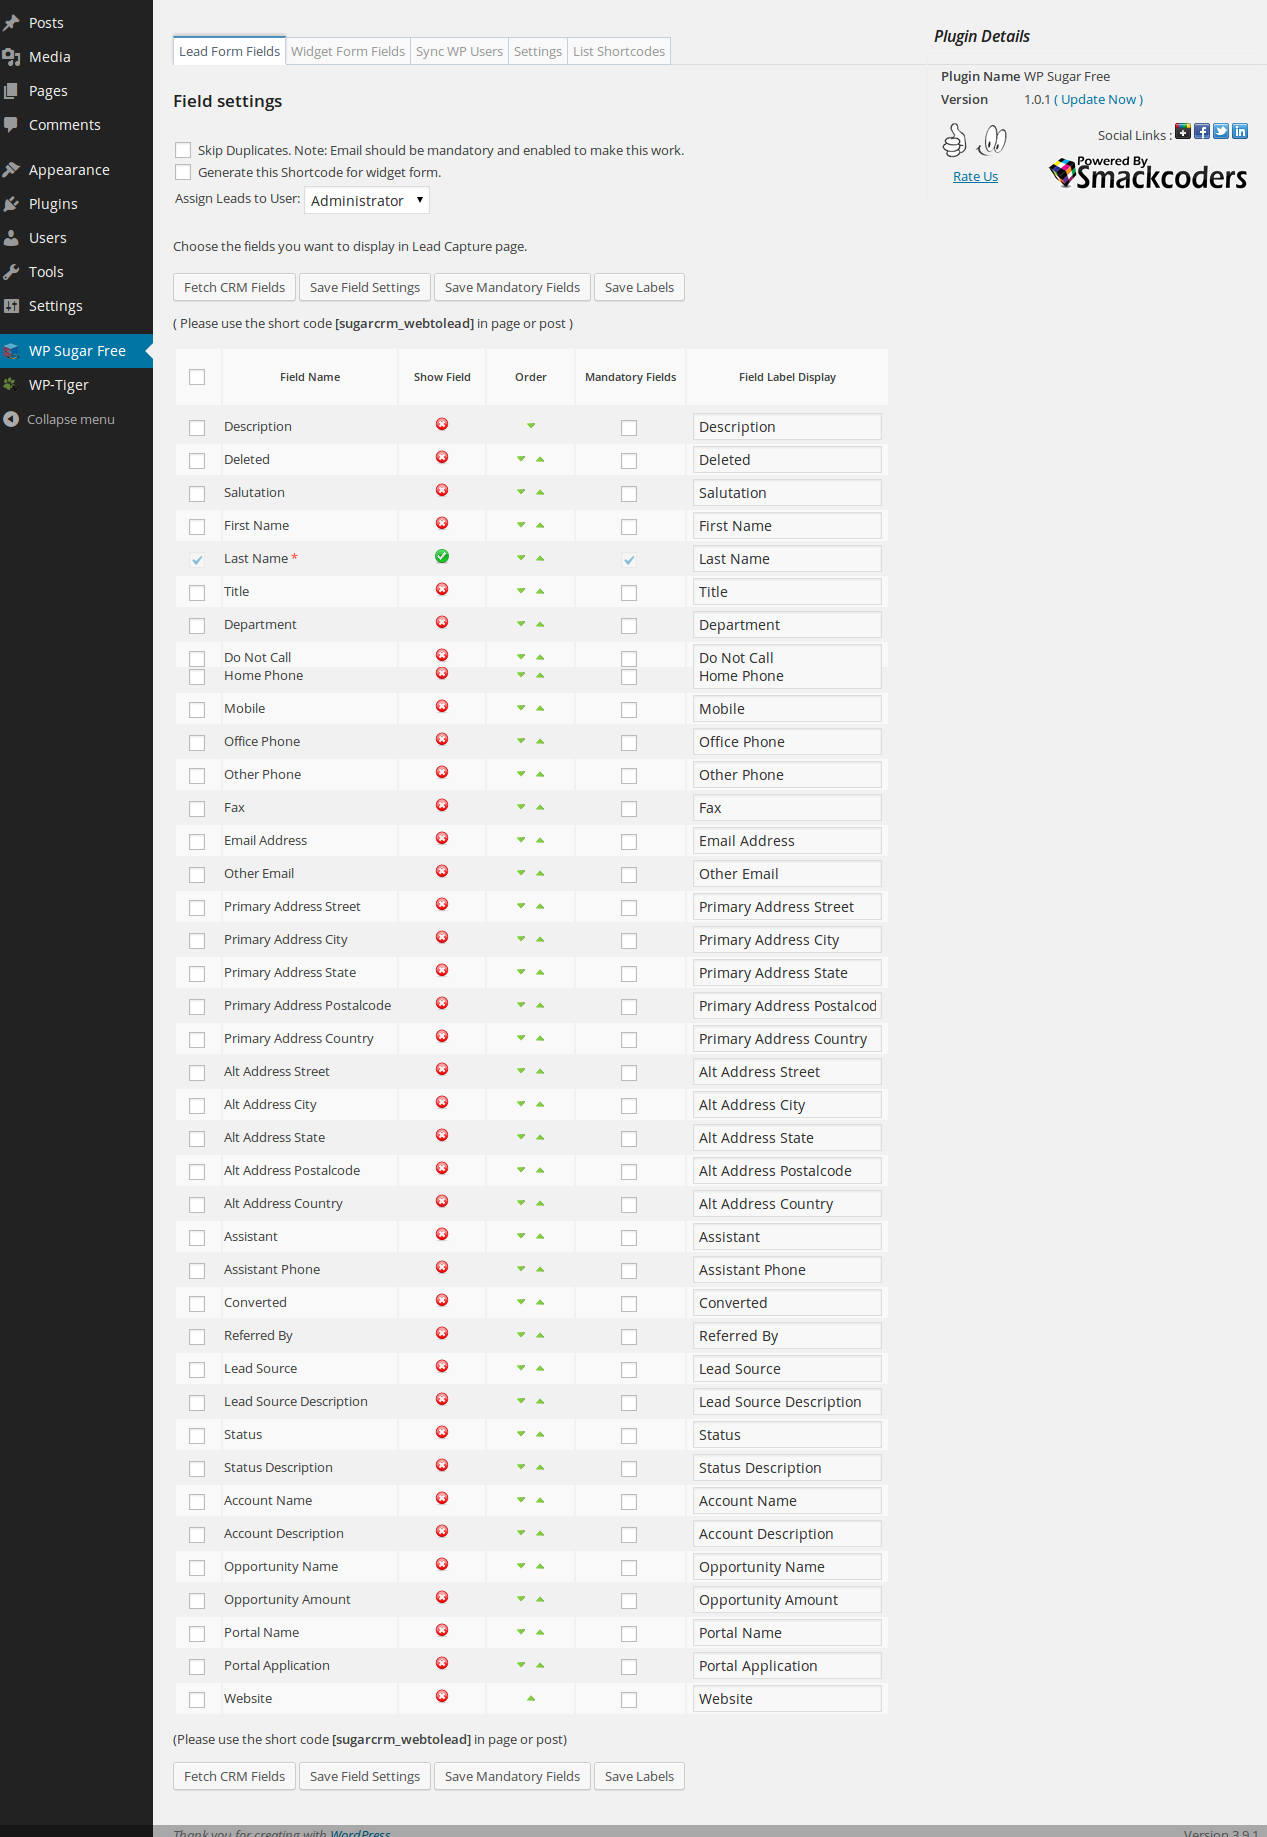 Posts
Media
Pages
Comments
Appearance
Plugins
Users
Tools
Settings
WP Sugar Free
WP-Tiger
Collapse menu
Lead Form Fields Widget Form Fields Sync WP Users Settings List Shortcodes
Field settings
Skip Duplicates. Note: Email should be mandatory and enabled to make this work.
Generate this Shortcode for widget form.
Assign Leads to User: Administrator
Choose the fields you want to display in Lead Capture page.
Fetch CRM Fields Save Field Settings Save Mandatory Fields Save Labels
( Please use the short code [sugarcrm_webtolead] in page or post )
Plugin Details
Plugin Name WP Sugar Free
Version 1.0.1 ( Update Now )
Social Links :
Rate Us
Powered By
Smackcoders
Field Name Show Field Order Mandatory Fields Field Label Display
Description Description
Deleted Deleted
Salutation Salutation
First Name First Name
Last Name * Last Name
Title Title
Department Department
Do Not Call Do Not Call
Home Phone Home Phone
Mobile Mobile
Office Phone Office Phone
Other Phone Other Phone
Fax Fax
Email Address Email Address
Other Email Other Email
Primary Address Street Primary Address Street
Primary Address City Primary Address City
Primary Address State Primary Address State
Primary Address Postalcode Primary Address Postalcod
Primary Address Country Primary Address Country
Alt Address Street Alt Address Street
Alt Address City Alt Address City
Alt Address State Alt Address State
Alt Address Postalcode Alt Address Postalcode
Alt Address Country Alt Address Country
Assistant Assistant
Assistant Phone Assistant Phone
Converted Converted
Referred By Referred By
Lead Source Lead Source
Lead Source Description Lead Source Description
Status Status
Status Description Status Description
Account Name Account Name
Account Description Account Description
Opportunity Name Opportunity Name
Opportunity Amount Opportunity Amount
Portal Name Portal Name
Portal Application Portal Application
Website Website
(Please use the short code [sugarcrm_webtolead] in page or post)
Fetch CRM Fields Save Field Settings Save Mandatory Fields Save Labels
Thank you for creating with WordPress Version 3.9.1